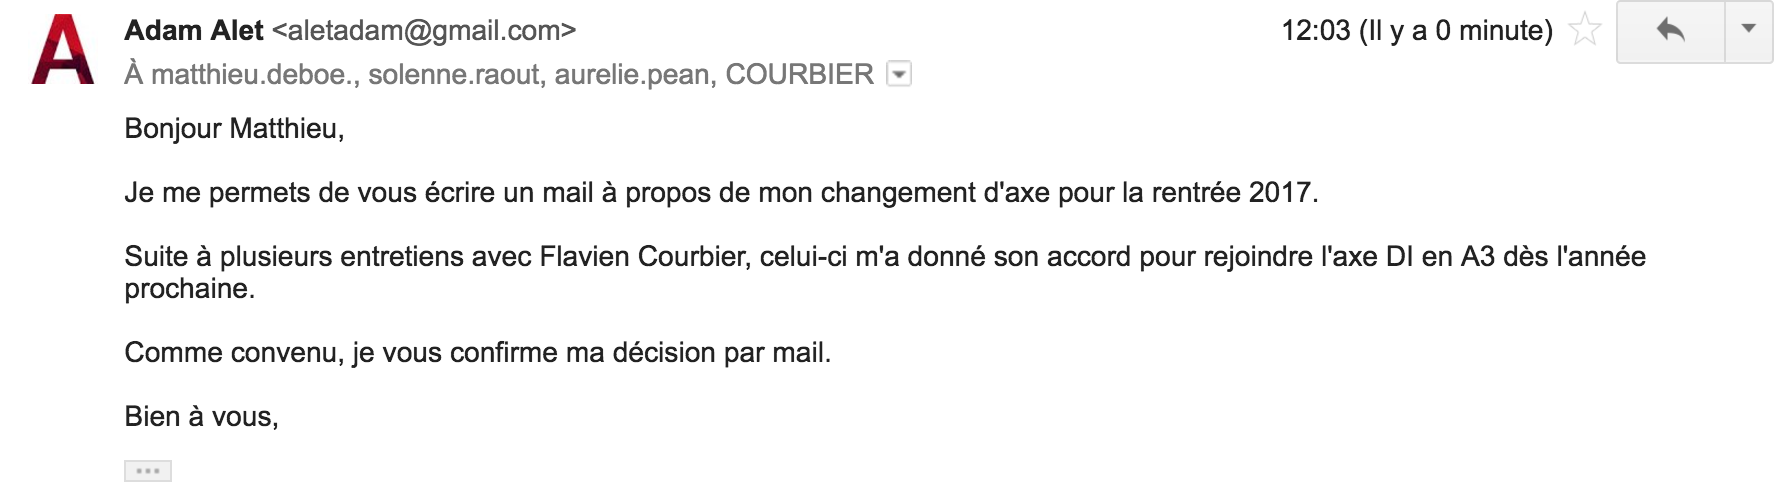 Adam Alet <aletadam@gmail.com>
12:03 (Il y a 0 minute)
À matthieu.deboe., solenne.raout, aurelie.pean, COURBIER
Bonjour Matthieu,
Je me permets de vous écrire un mail à propos de mon changement d'axe pour la rentrée 2017.
Suite à plusieurs entretiens avec Flavien Courbier, celui-ci m'a donné son accord pour rejoindre l'axe DI en A3 dès l'année
prochaine.
Comme convenu, je vous confirme ma décision par mail.
Bien à vous,